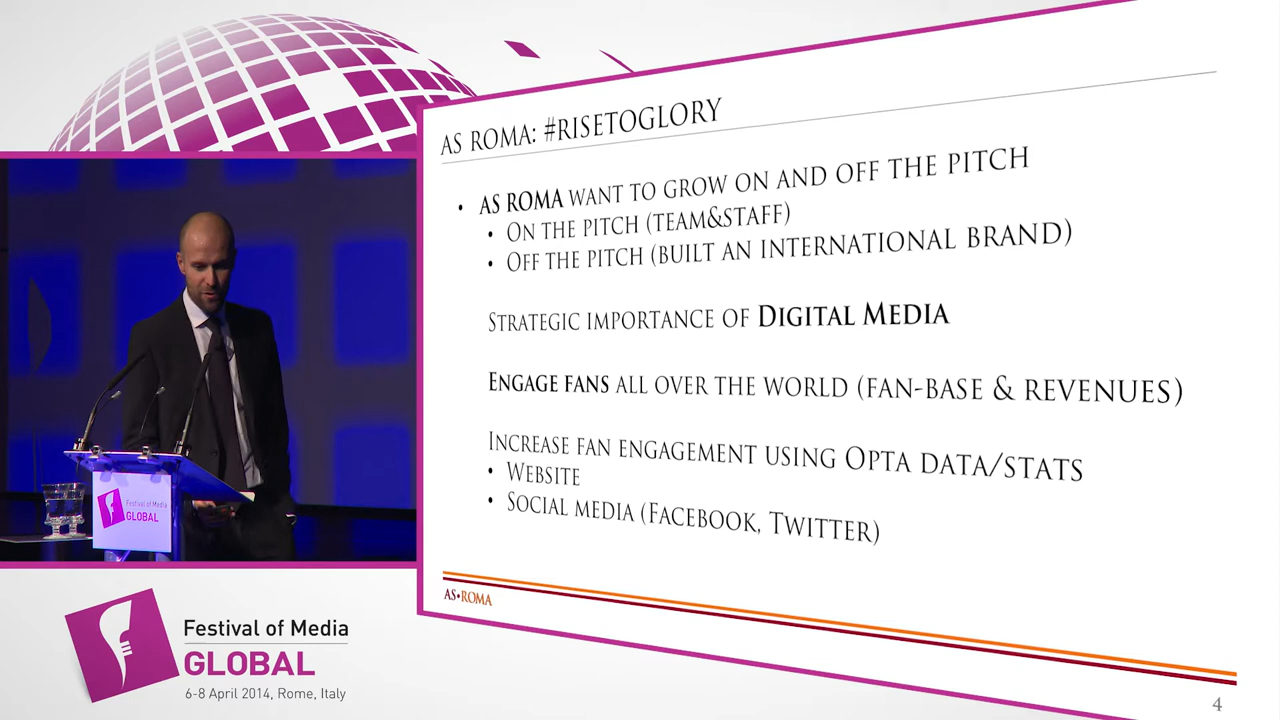 AS ROMA: #RISETOGLORY
• AS ROMA WANT TO GROW ON AND OFF THE PITCH
• ON THE PITCH (TEAM&STAFF)
• OFF THE PITCH (BUILT AN INTERNATIONAL BRAND)
STRATEGIC IMPORTANCE OF DIGITAL MEDIA
ENGAGE FANS ALL OVER THE WORLD (FAN-BASE & REVENUES)
INCREASE FAN ENGAGEMENT USING OPTA DATA/STATS
• WEBSITE
• SOCIAL MEDIA (FACEBOOK, TWITTER)
AS•ROMA
4
Festival of Media
GLOBAL
Festival of Media
GLOBAL
6-8 April 2014, Rome, Italy